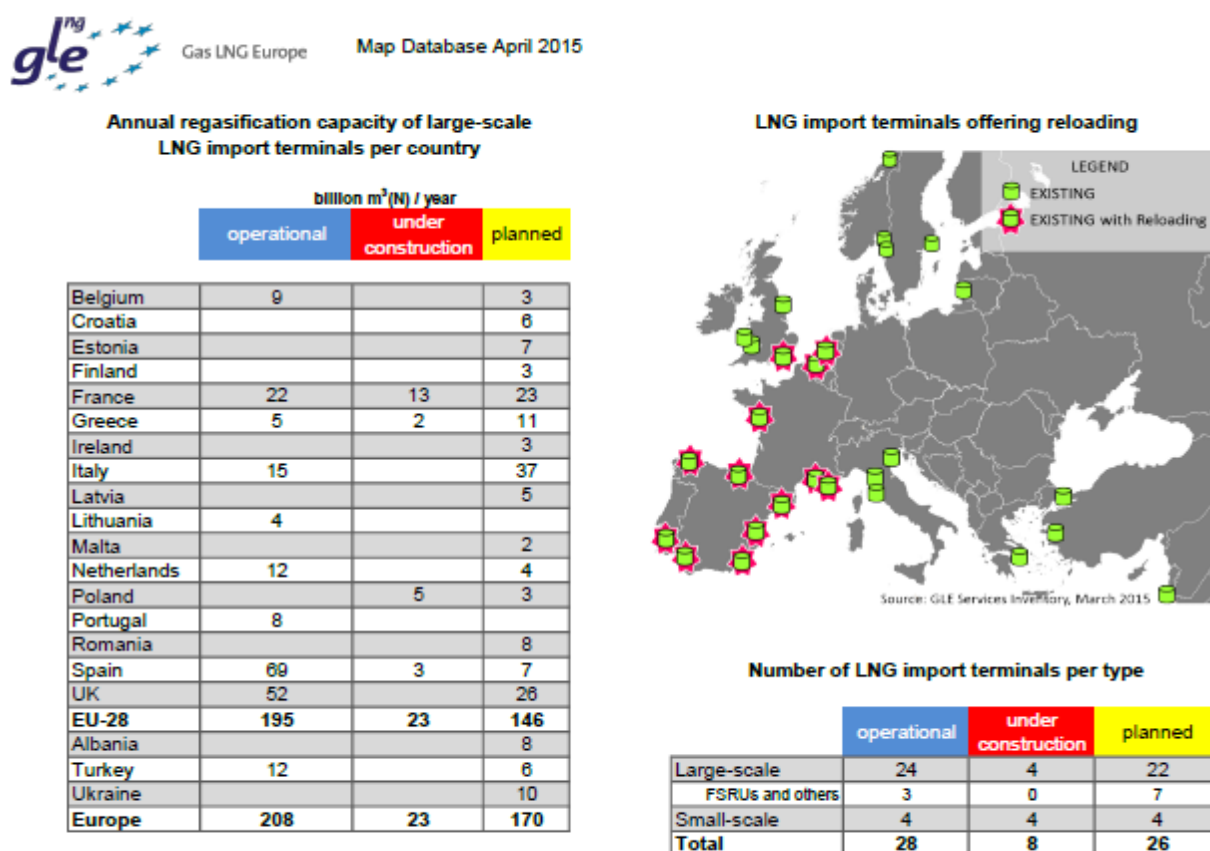 lng
gle
Gas LNG Europe
Map Database April 2015
Annual regasification capacity of large-scale
LNG import terminals per country
billion m³(N) / year
operational under construction planned
Belgium 9 3
Croatia 6
Estonia 7
Finland 3
France 22 13 23
Greece 5 2 11
Ireland 3
Italy 15 37
Latvia 5
Lithuania 4
Malta 2
Netherlands 12 4
Poland 5 3
Portugal 8
Romania 8
Spain 69 3 7
UK 52 26
EU-28 195 23 146
Albania 8
Turkey 12 6
Ukraine 10
Europe 208 23 170
LNG import terminals offering reloading
LEGEND
EXISTING
EXISTING with Reloading
Source: GLE Services Inventory, March 2015
Number of LNG import terminals per type
operational under construction planned
Large-scale 24 4 22
FSRUs and others 3 0 7
Small-scale 4 4 4
Total 28 8 26